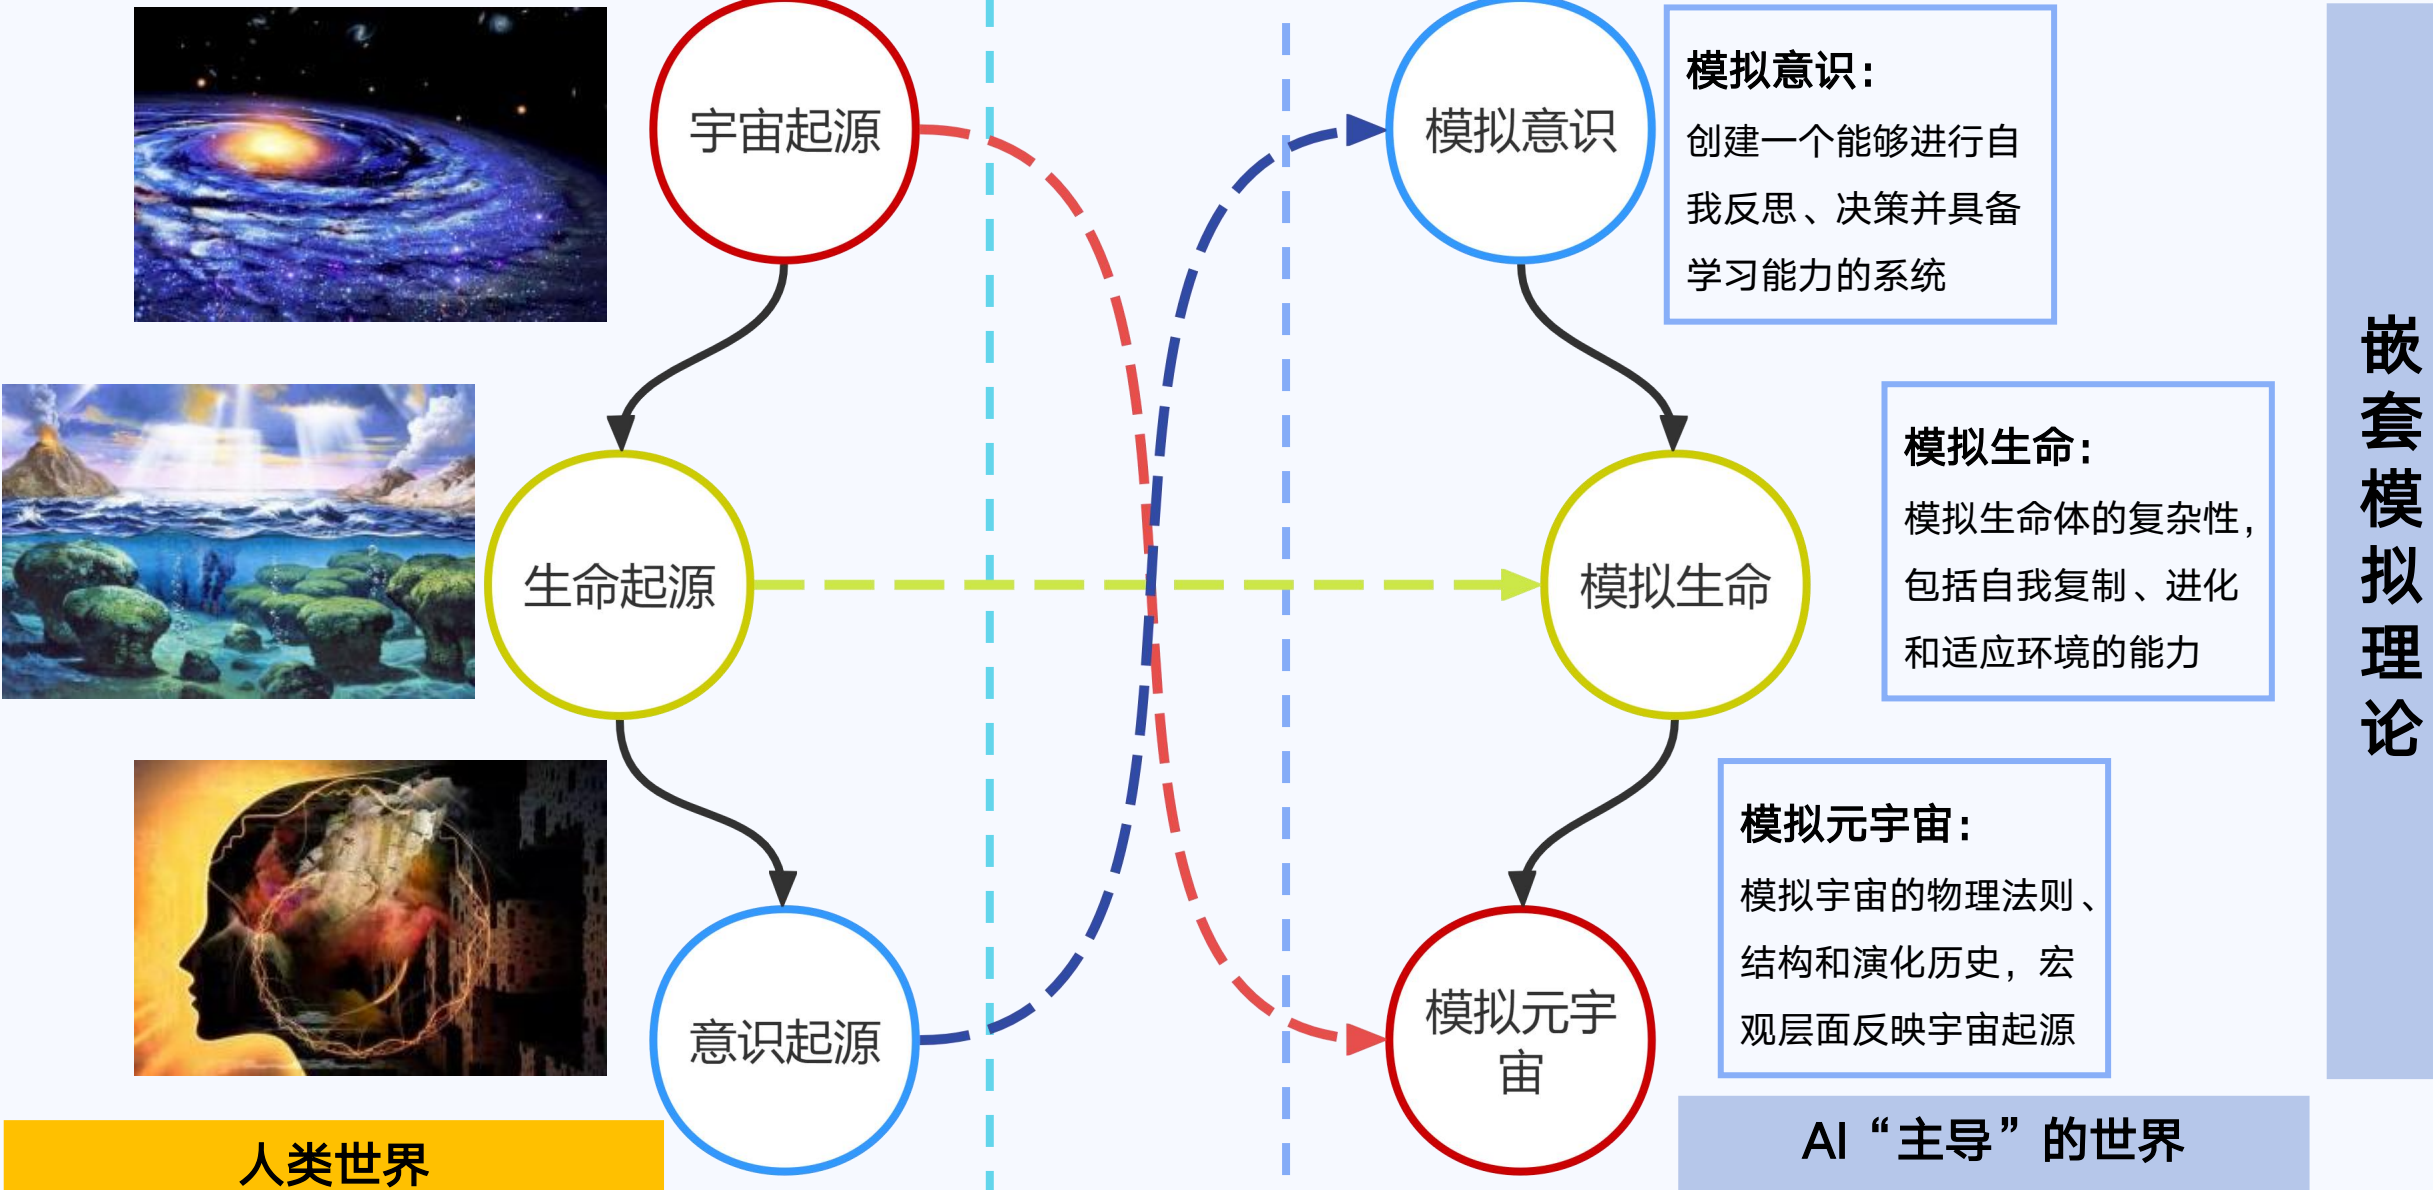 宇宙起源
生命起源
意识起源
人类世界
模拟意识
模拟意识：
创建一个能够进行自
我反思、决策并具备
学习能力的系统
模拟生命
模拟生命：
模拟生命体的复杂性，
包括自我复制、进化
和适应环境的能力
模拟元宇
宙
模拟元宇宙：
模拟宇宙的物理法则、
结构和演化历史，宏
观层面反映宇宙起源
AI“主导”的世界
嵌套模拟理论